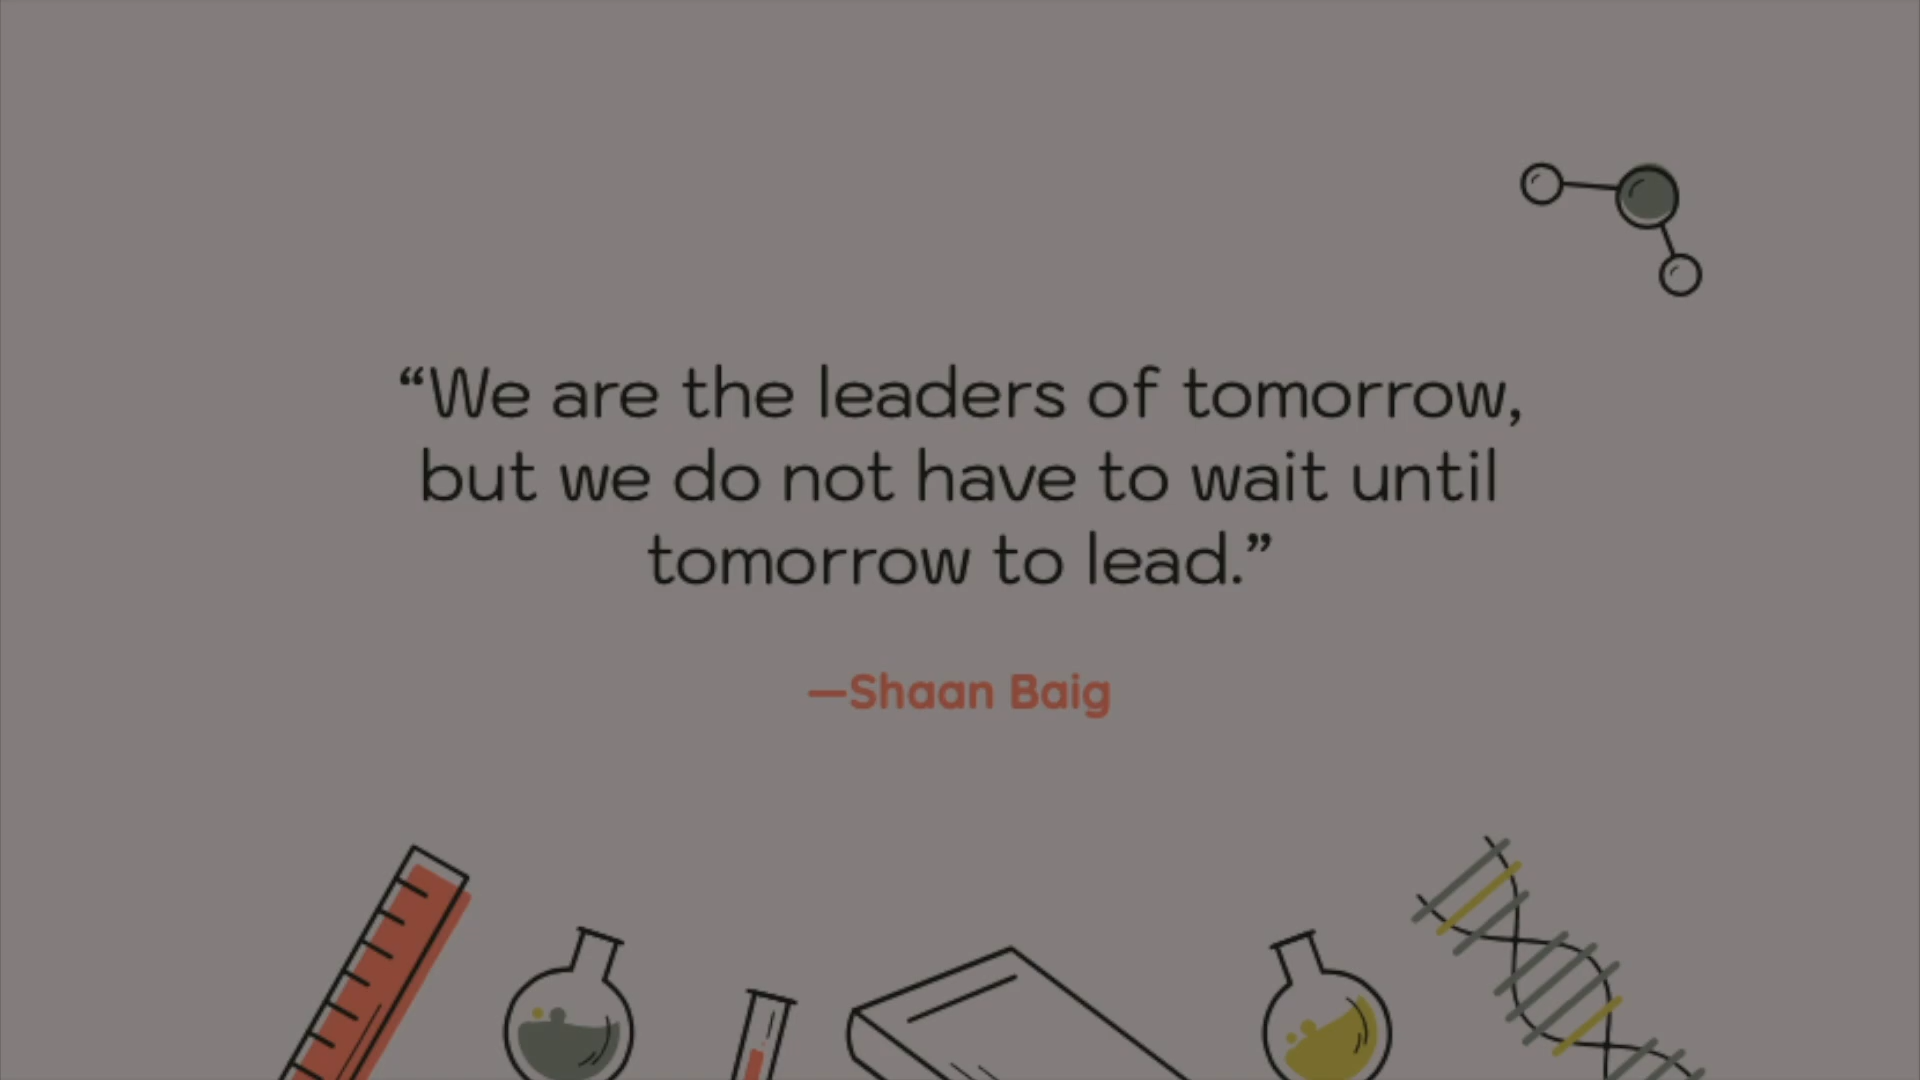 “We are the leaders of tomorrow,
but we do not have to wait until
tomorrow to lead.”
—Shaan Baig